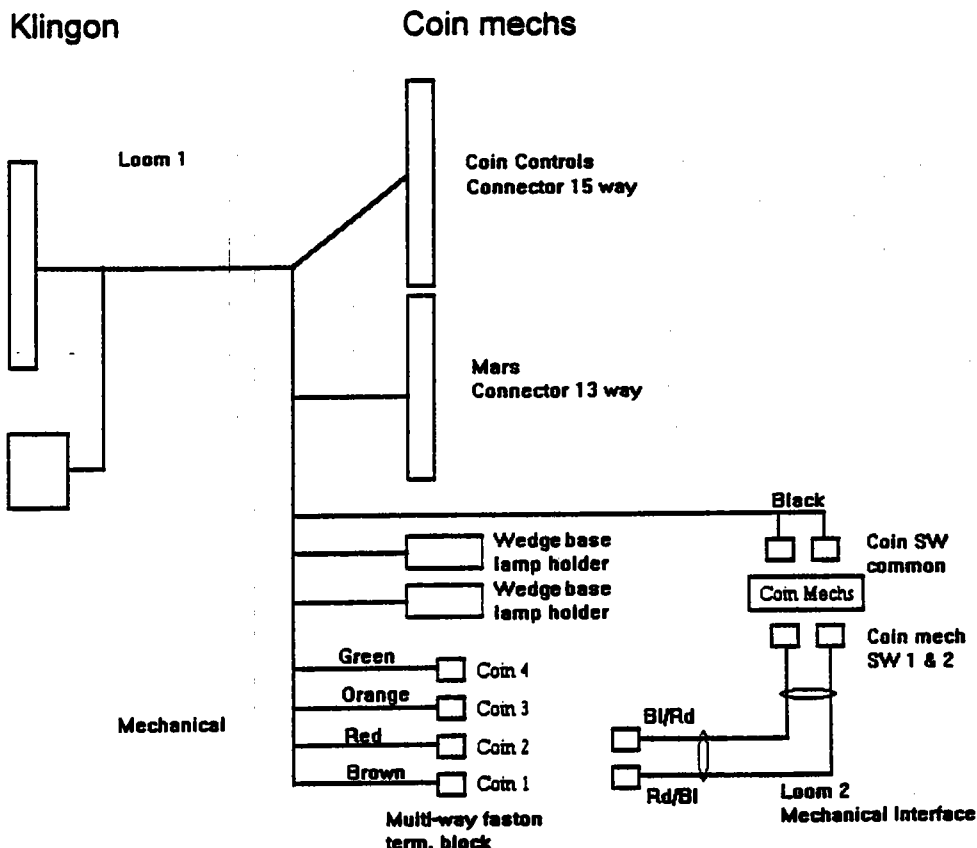 Klingon
Coin mechs
Loom 1
Coin Controls
Connector 15 way
Mars
Connector 13 way
Black
Wedge base
lamp holder
Coin SW
common
Wedge base
lamp holder
Coin Mechs
Coin mech
SW 1 & 2
Green
Coin 4
Orange
Coin 3
Mechanical
Bl/Rd
Red
Coin 2
Brown
Coin 1
Rd/Bl
Loom 2
Mechanical Interface
Multi-way faston
term. block